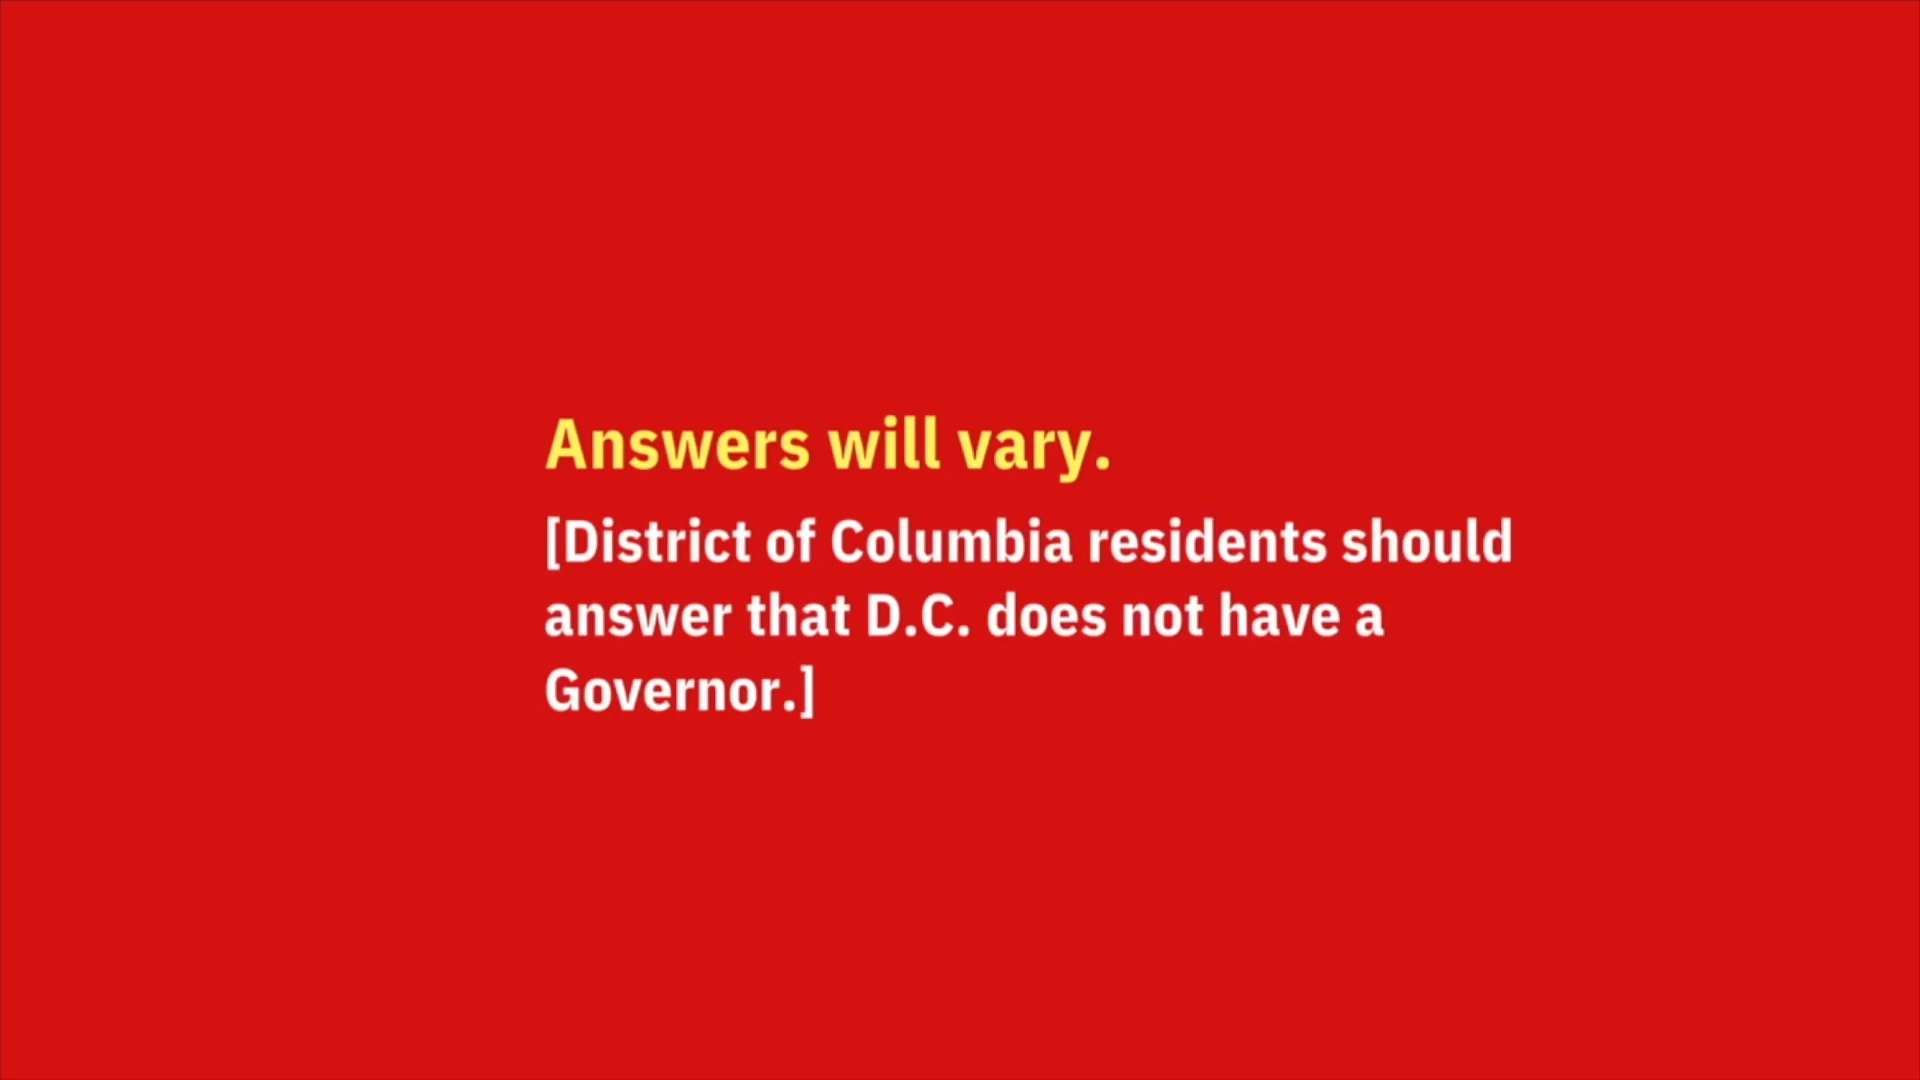 Answers will vary.
[District of Columbia residents should
answer that D.C. does not have a
Governor.]